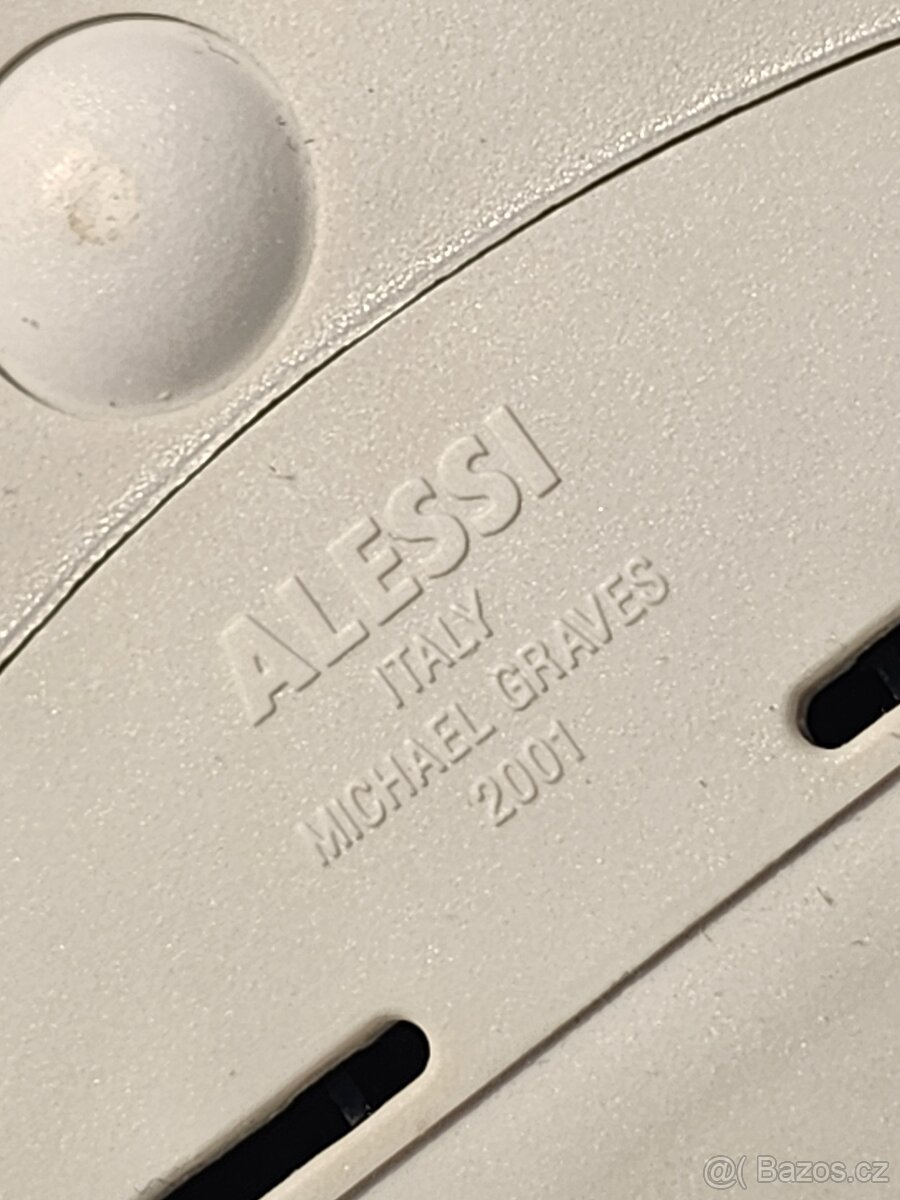 ALESSI
ITALY
MICHAEL GRAVES
2001
@( Bazos.cz